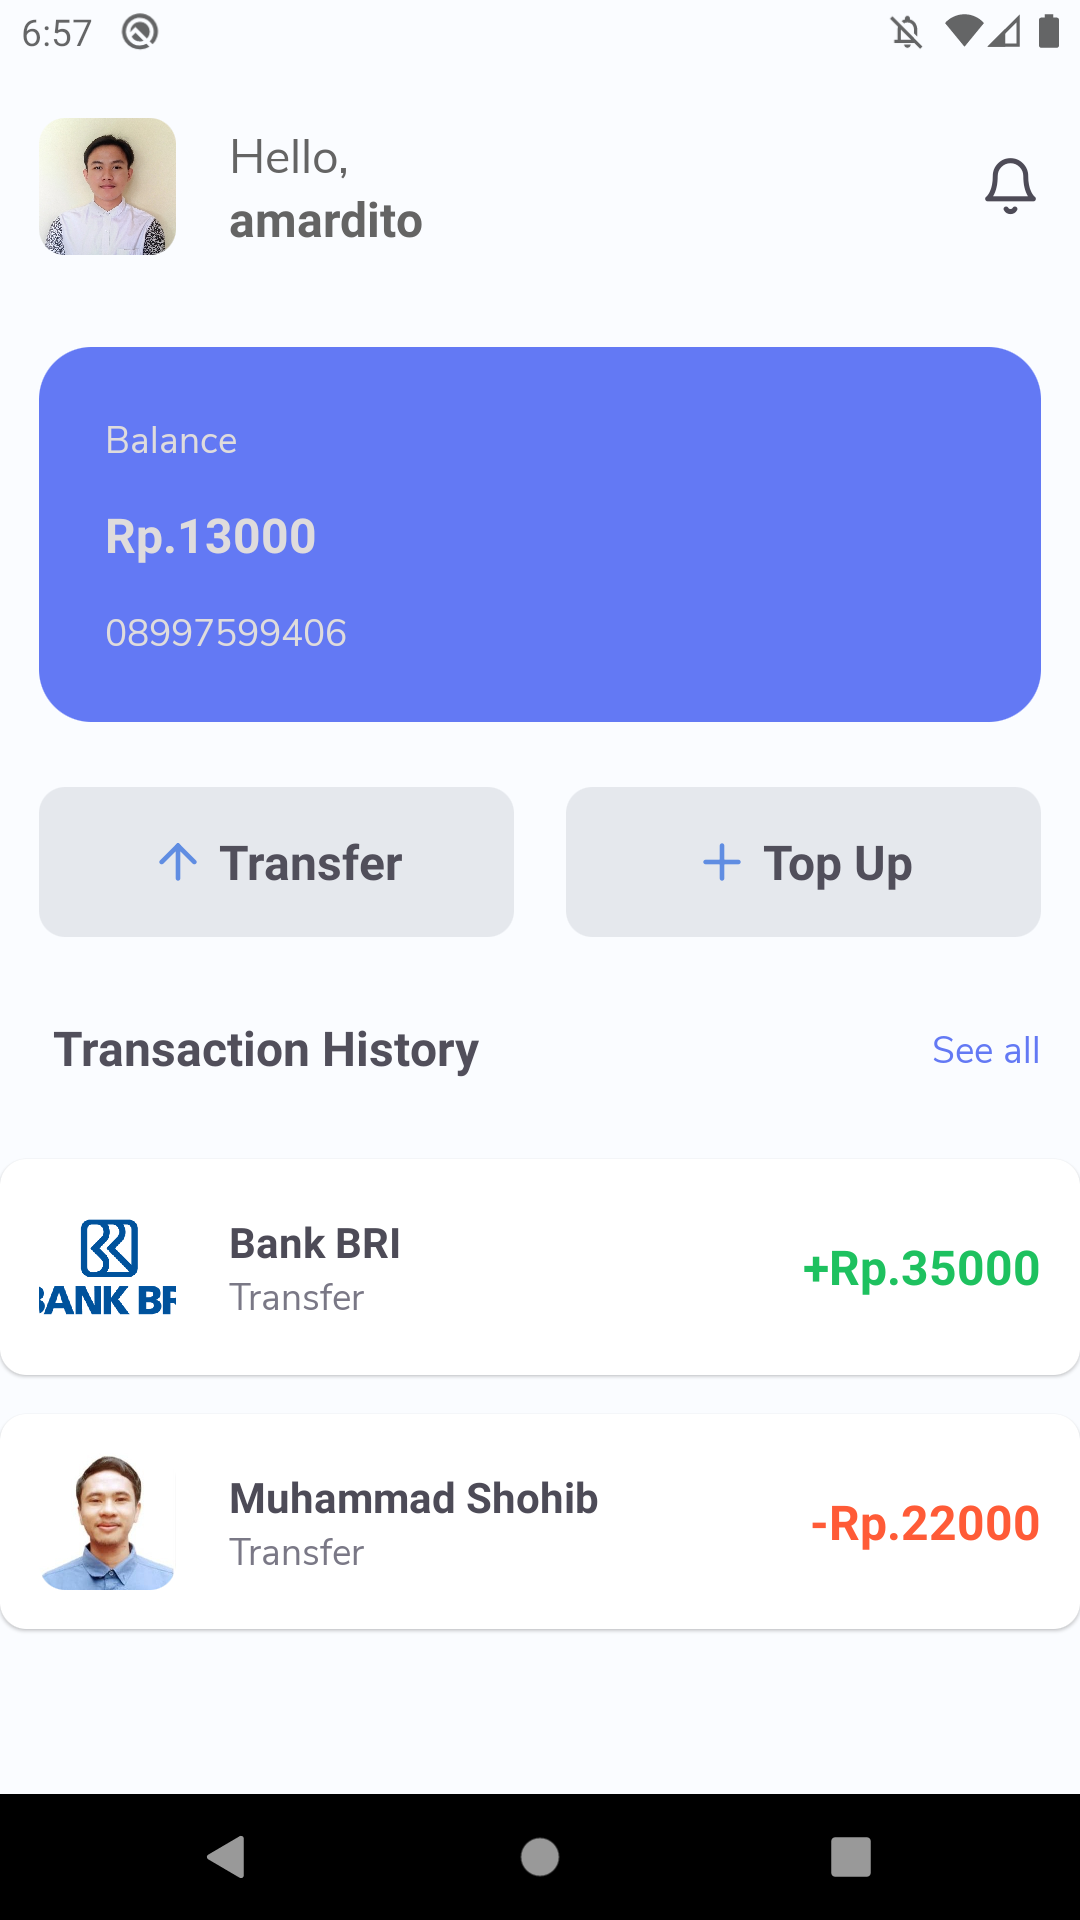 6:57
Hello,
amardito
Balance
Rp.13000
08997599406
Transfer
Top Up
Transaction History
See all
BANK BR
Bank BRI
Transfer
+Rp.35000
Muhammad Shohib
Transfer
-Rp.22000